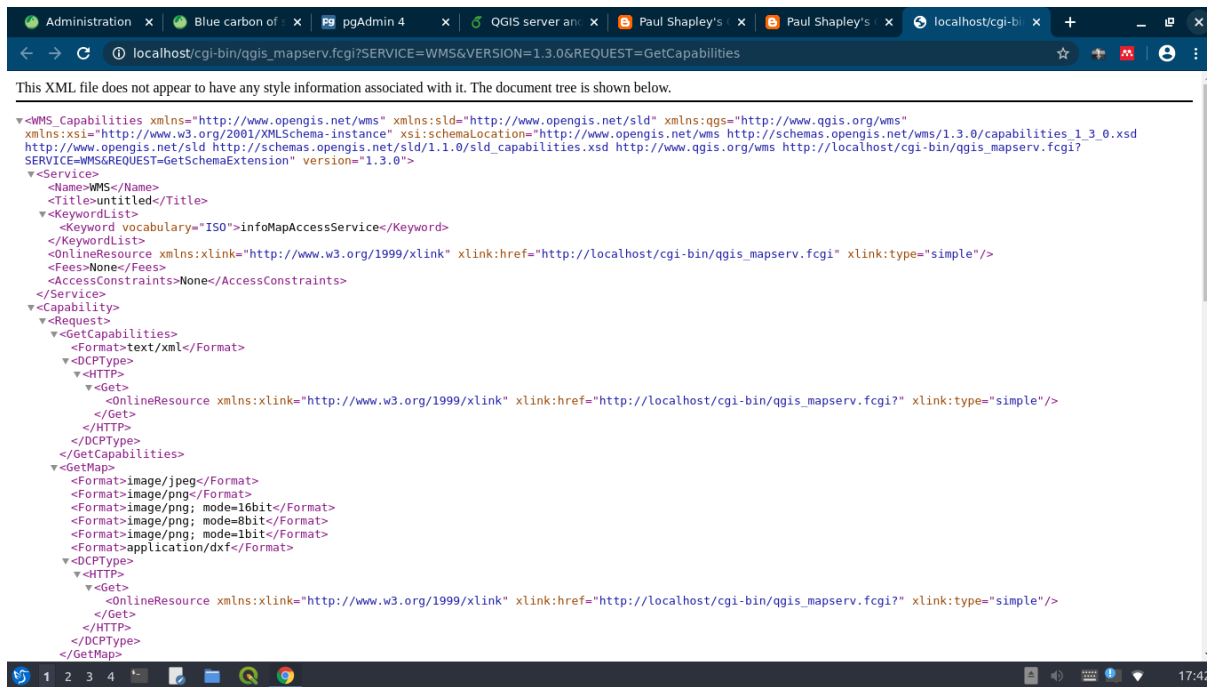 Administration
Blue carbon of s
pgAdmin 4
QGIS server and
Paul Shapley's G
Paul Shapley's G
localhost/cgi-bin
localhost/cgi-bin/qgis_mapserv.fcgi?SERVICE=WMS&VERSION=1.3.0&REQUEST=GetCapabilities
This XML file does not appear to have any style information associated with it. The document tree is shown below.
▼<WMS_Capabilities xmlns="http://www.opengis.net/wms" xmlns:sld="http://www.opengis.net/sld" xmlns:qgs="http://www.qgis.org/wms"
xmlns:xsi="http://www.w3.org/2001/XMLSchema-instance" xsi:schemaLocation="http://www.opengis.net/wms http://schemas.opengis.net/wms/1.3.0/capabilities_1_3_0.xsd
http://www.opengis.net/sld http://schemas.opengis.net/sld/1.1.0/sld_capabilities.xsd http://www.qgis.org/wms http://localhost/cgi-bin/qgis_mapserv.fcgi?
SERVICE=WMS&REQUEST=GetSchemaExtension" version="1.3.0">
▼<Service>
<Name>WMS</Name>
<Title>untitled</Title>
▼<KeywordList>
<Keyword vocabulary="ISO">infoMapAccessService</Keyword>
</KeywordList>
<OnlineResource xmlns:xlink="http://www.w3.org/1999/xlink" xlink:href="http://localhost/cgi-bin/qgis_mapserv.fcgi" xlink:type="simple"/>
<Fees>None</Fees>
<AccessConstraints>None</AccessConstraints>
</Service>
▼<Capability>
▼<Request>
▼<GetCapabilities>
<Format>text/xml</Format>
▼<DCPType>
▼<HTTP>
▼<Get>
<OnlineResource xmlns:xlink="http://www.w3.org/1999/xlink" xlink:href="http://localhost/cgi-bin/qgis_mapserv.fcgi?" xlink:type="simple"/>
</Get>
</HTTP>
</DCPType>
</GetCapabilities>
▼<GetMap>
<Format>image/jpeg</Format>
<Format>image/png</Format>
<Format>image/png; mode=16bit</Format>
<Format>image/png; mode=8bit</Format>
<Format>image/png; mode=1bit</Format>
<Format>application/dxf</Format>
▼<DCPType>
▼<HTTP>
▼<Get>
<OnlineResource xmlns:xlink="http://www.w3.org/1999/xlink" xlink:href="http://localhost/cgi-bin/qgis_mapserv.fcgi?" xlink:type="simple"/>
</Get>
</HTTP>
</DCPType>
</GetMap>
1 2 3 4
17:42